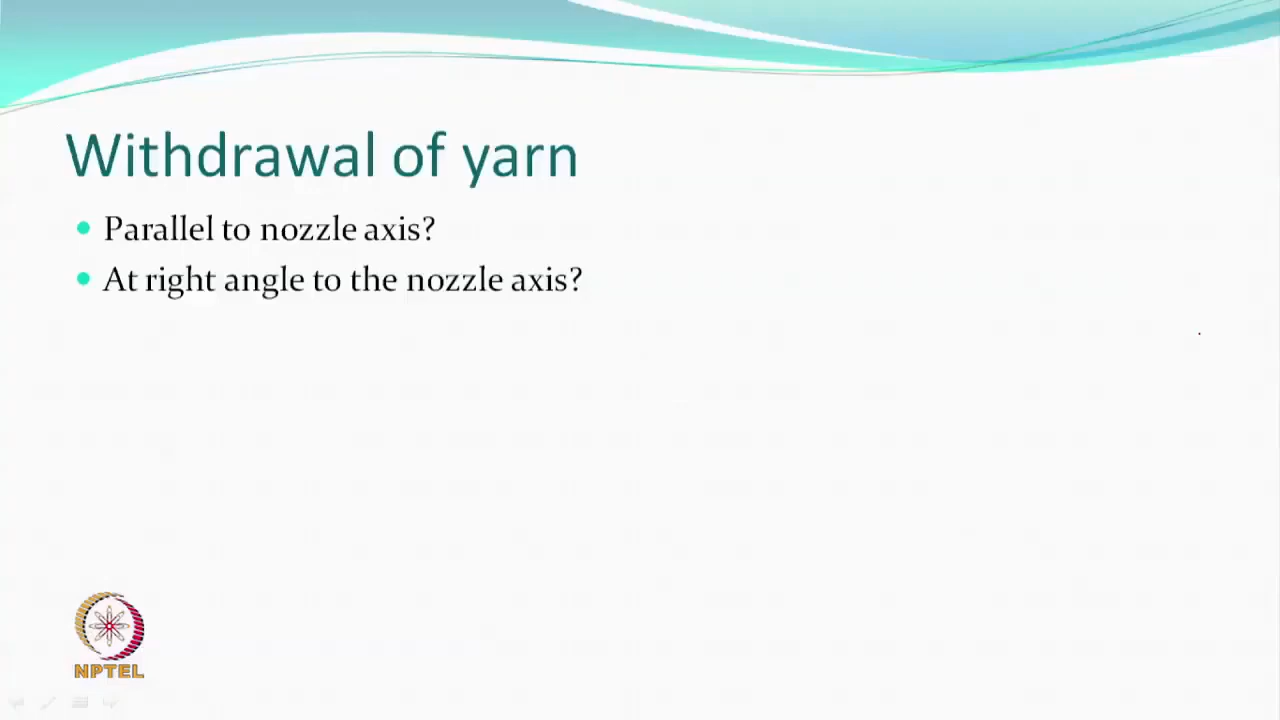 Withdrawal of yarn
Parallel to nozzle axis?
At right angle to the nozzle axis?
NPTEL